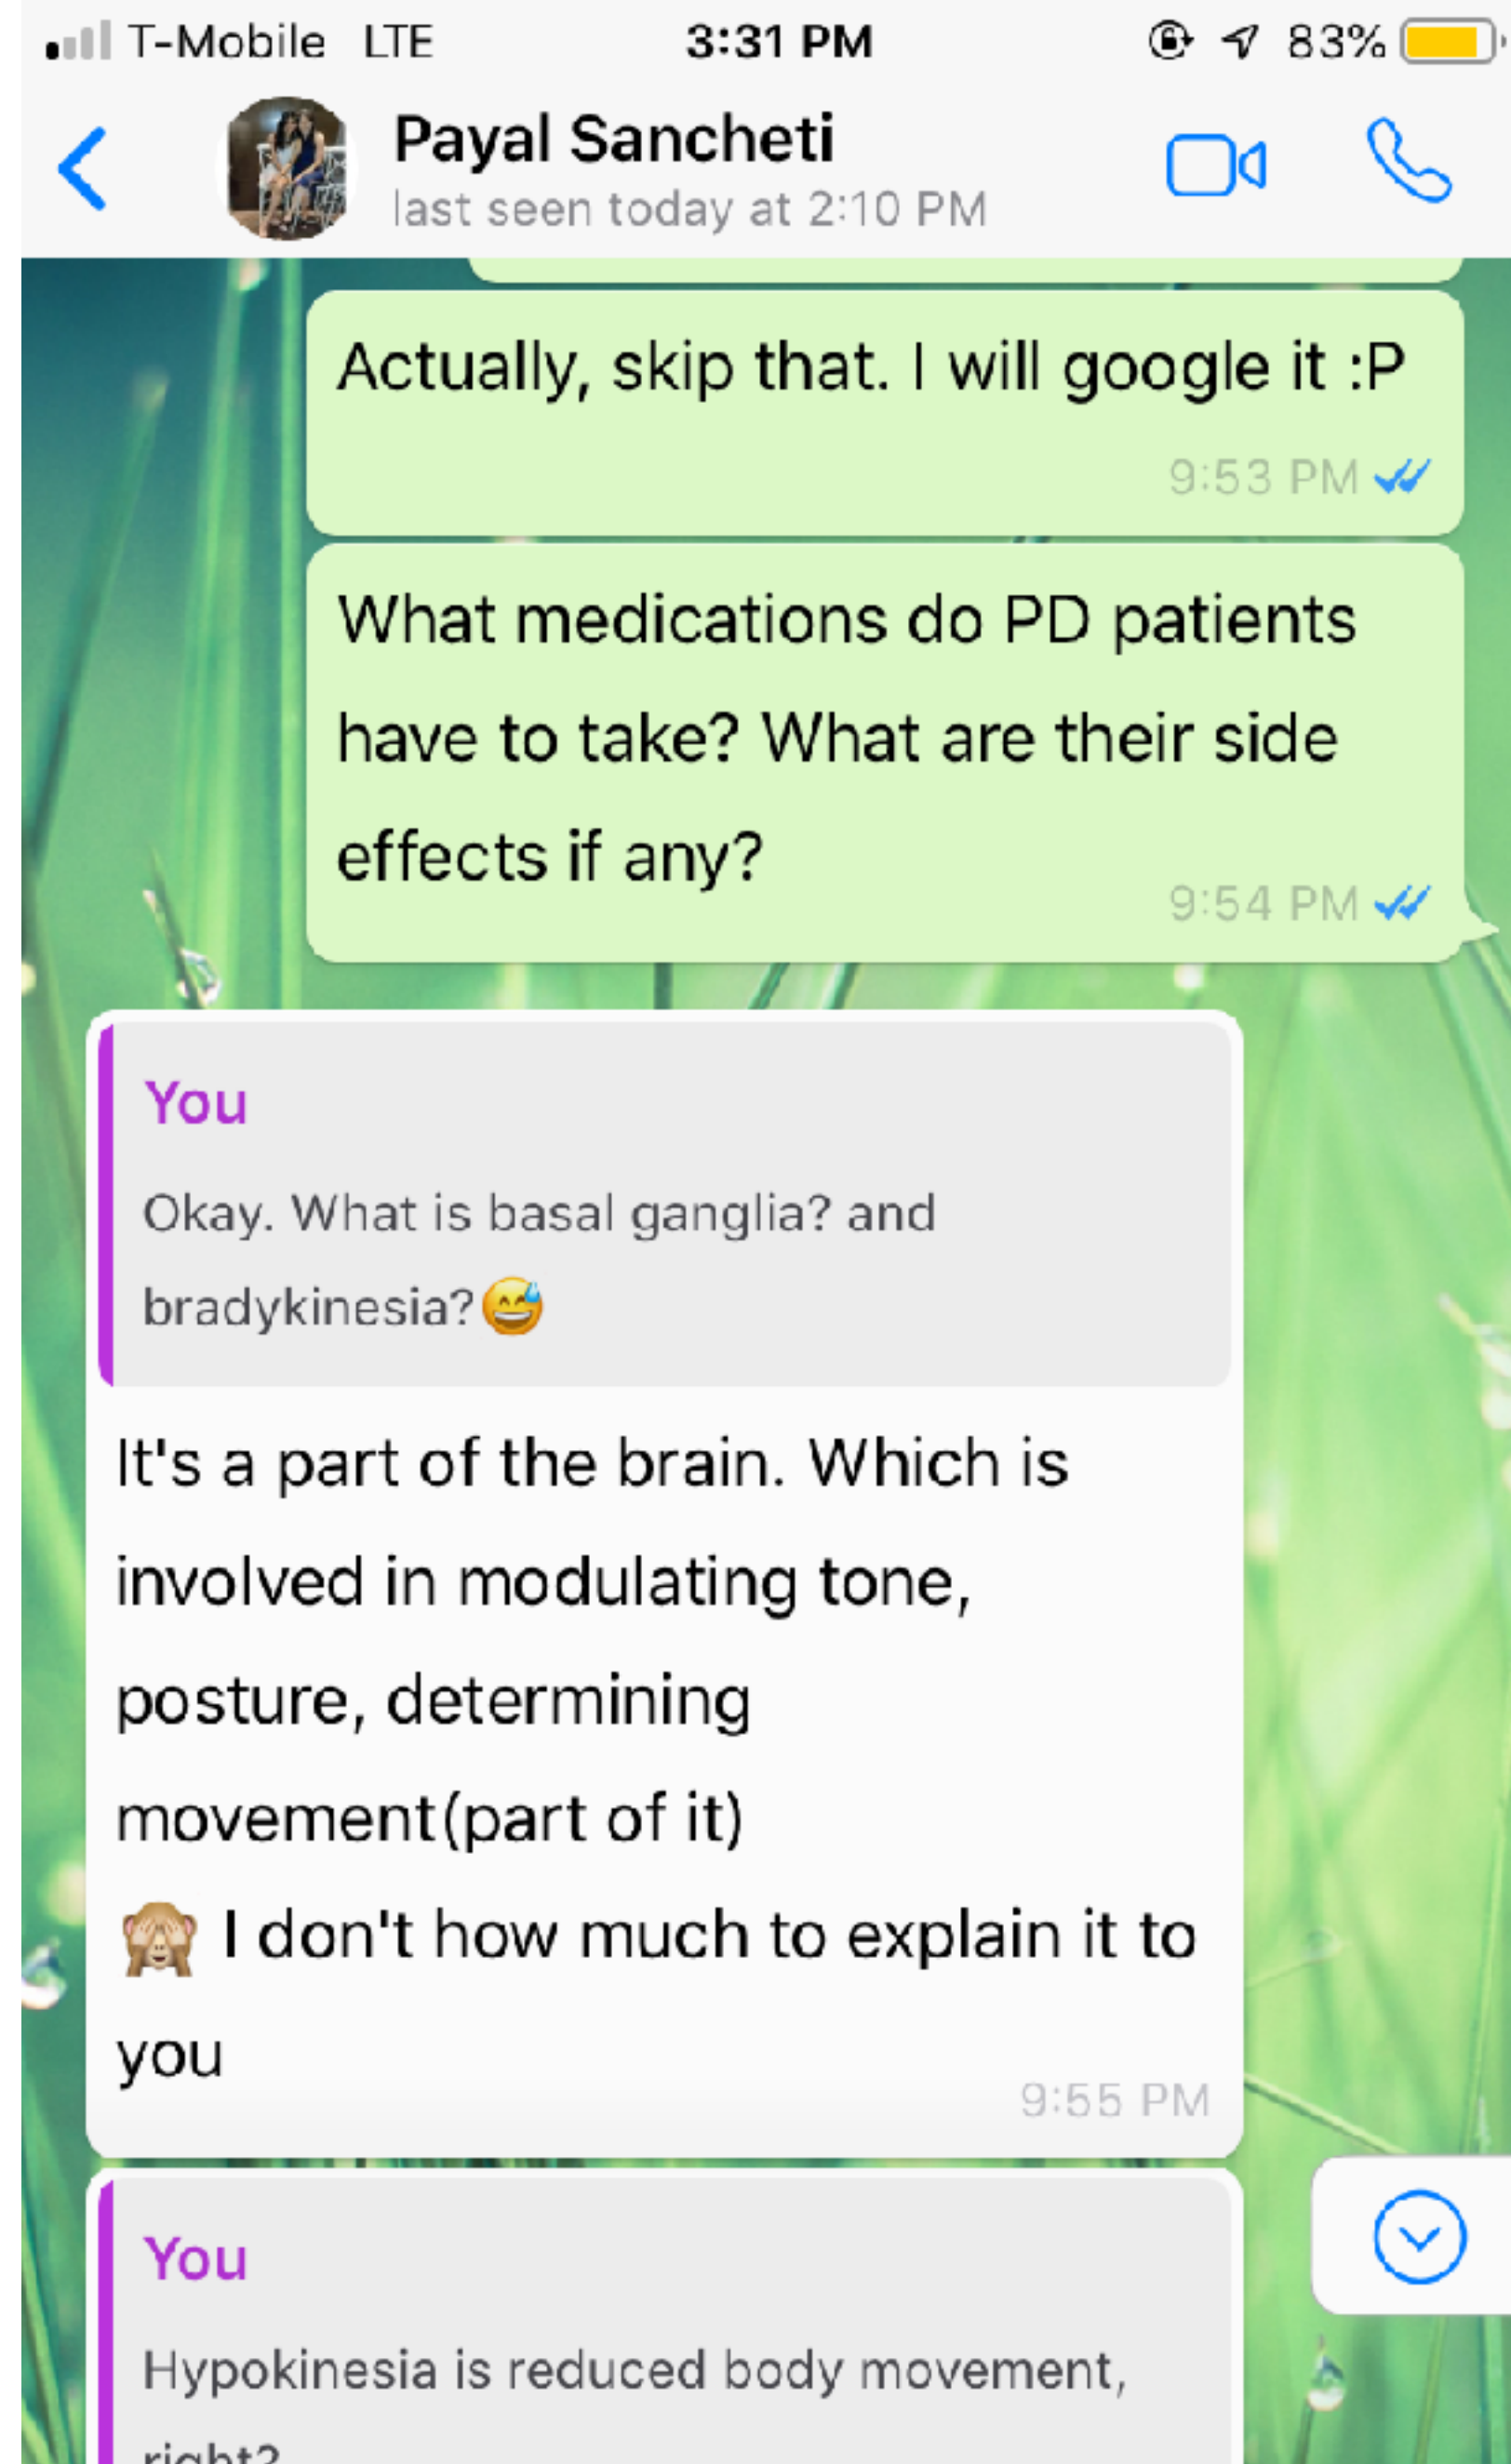 T-Mobile LTE 3:31 PM 83%
Payal Sancheti
last seen today at 2:10 PM
Actually, skip that. I will google it :P
9:53 PM
What medications do PD patients
have to take? What are their side
effects if any?
9:54 PM
You
Okay. What is basal ganglia? and
bradykinesia?😅
It's a part of the brain. Which is
involved in modulating tone,
posture, determining
movement(part of it)
🙈 I don't how much to explain it to
you
9:55 PM
You
Hypokinesia is reduced body movement,
right?